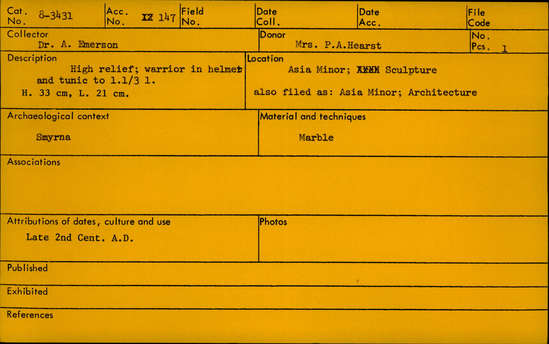 Cat. No. 8-3431 Acc. No. 147 Field No. Date Coll. Date Acc. File Code
Collector Dr. A. Emerson Donor Mrs. P.A.Hearst No. Pcs. 1
Description
High relief; warrior in helmet
and tunic to 1.1/3 l.
H. 33 cm, L. 21 cm.
Location
Asia Minor; Sculpture
also filed as: Asia Minor; Architecture
Archaeological context
Smyrna
Material and techniques
Marble
Associations
Attributions of dates, culture and use
Late 2nd Cent. A.D.
Photos
Published
Exhibited
References